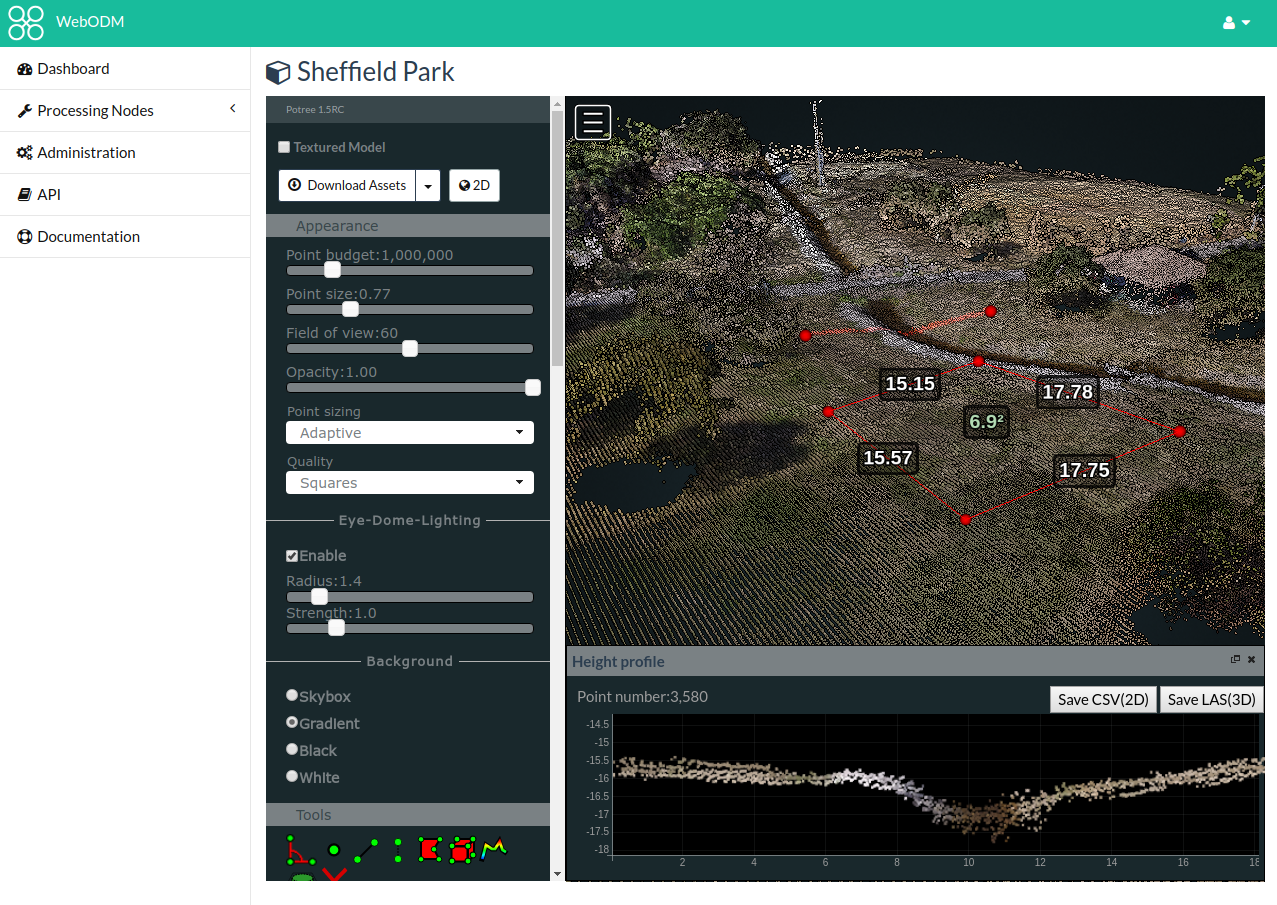 WebODM
Dashboard
Processing Nodes
Administration
API
Documentation
Sheffield Park
Potree 1.5RC
Textured Model
Download Assets
2D
Appearance
Point budget:1,000,000
Point size:0.77
Field of view:60
Opacity:1.00
Point sizing
Adaptive
Quality
Squares
Eye-Dome-Lighting
Enable
Radius:1.4
Strength:1.0
Background
Skybox
Gradient
Black
White
Tools
15.15
17.78
6.9²
15.57
17.75
Height profile
Point number:3,580
Save CSV(2D) Save LAS(3D)
-14.5
-15
-15.5
-16
-16.5
-17
-17.5
-18
2 4 6 8 10 12 14 16 18